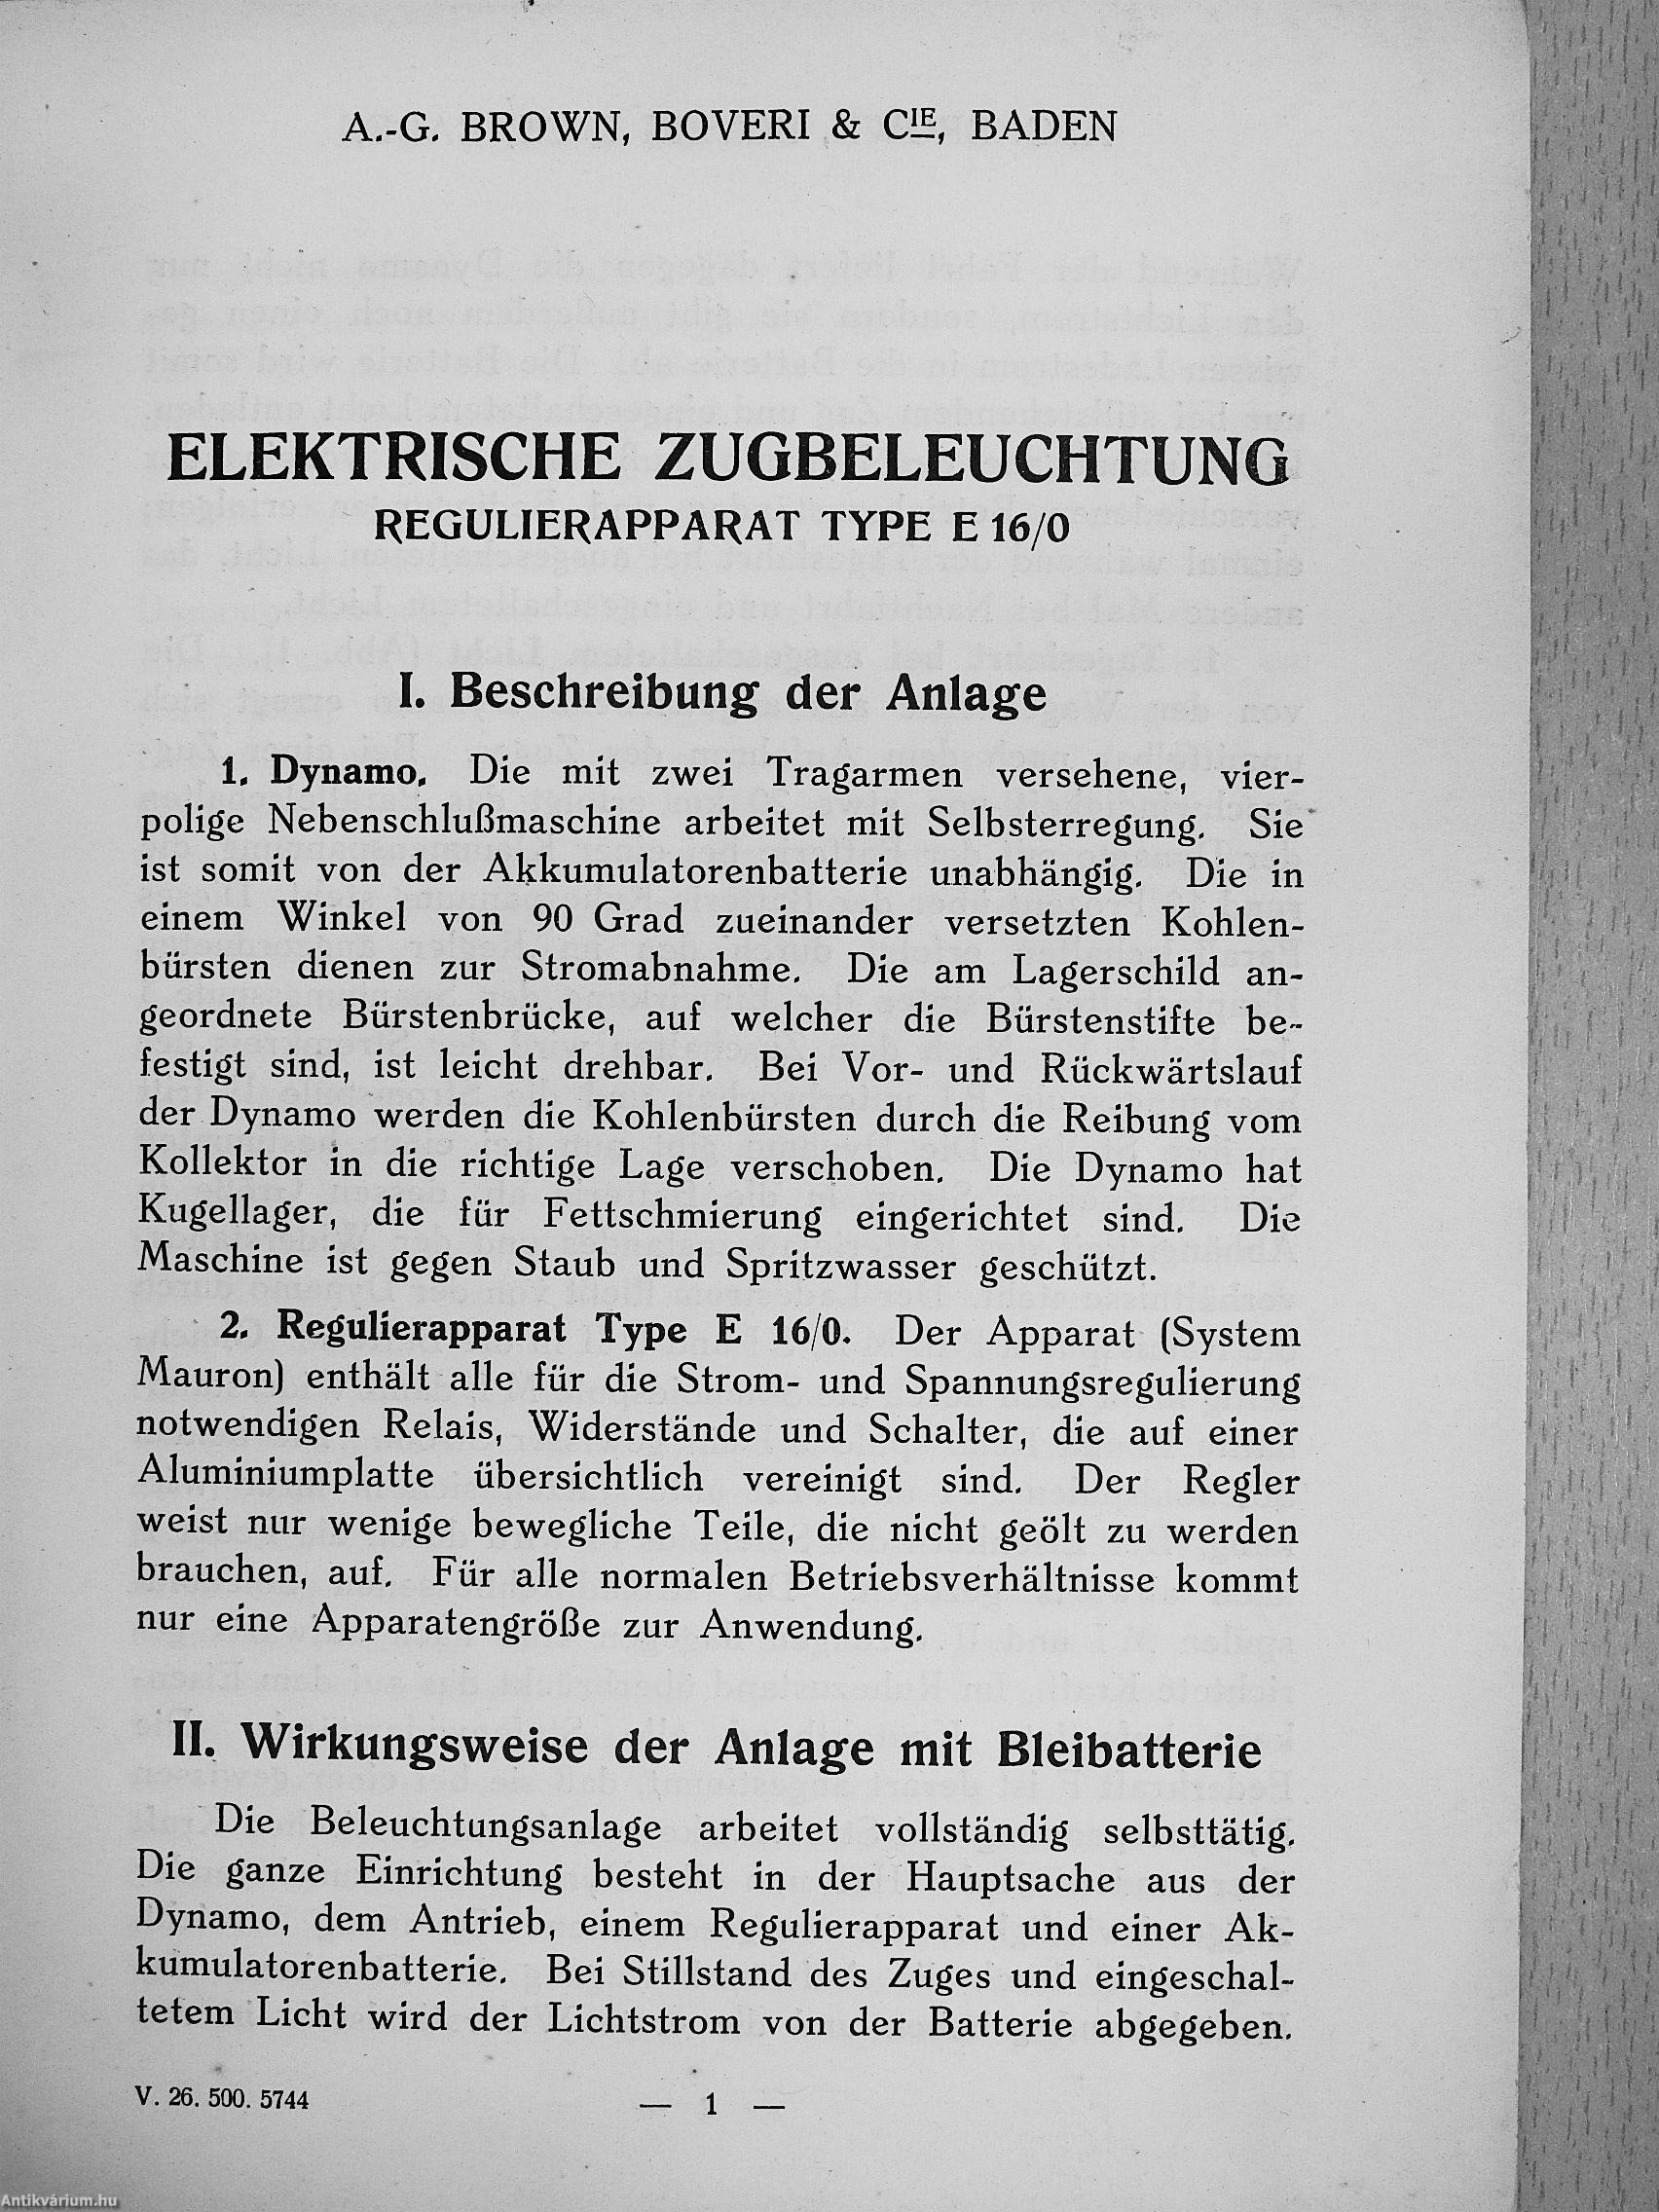 A.-G. BROWN, BOVERI & CIE, BADEN
ELEKTRISCHE ZUGBELEUCHTUNG
REGULIERAPPARAT TYPE E 16/0
I. Beschreibung der Anlage
1. Dynamo. Die mit zwei Tragarmen versehene, vier-
polige Nebenschlußmaschine arbeitet mit Selbsterregung. Sie
ist somit von der Akkumulatorenbatterie unabhängig. Die in
einem Winkel von 90 Grad zueinander versetzten Kohlen-
bürsten dienen zur Stromabnahme. Die am Lagerschild an-
geordnete Bürstenbrücke, auf welcher die Bürstenstifte be-
festigt sind, ist leicht drehbar. Bei Vor- und Rückwärtslauf
der Dynamo werden die Kohlenbürsten durch die Reibung vom
Kollektor in die richtige Lage verschoben. Die Dynamo hat
Kugellager, die für Fettschmierung eingerichtet sind. Die
Maschine ist gegen Staub und Spritzwasser geschützt.
2. Regulierapparat Type E 16/0. Der Apparat (System
Mauron) enthält alle für die Strom- und Spannungsregulierung
notwendigen Relais, Widerstände und Schalter, die auf einer
Aluminiumplatte übersichtlich vereinigt sind. Der Regler
weist nur wenige bewegliche Teile, die nicht geölt zu werden
brauchen, auf. Für alle normalen Betriebsverhältnisse kommt
nur eine Apparatengröße zur Anwendung.
II. Wirkungsweise der Anlage mit Bleibatterie
Die Beleuchtungsanlage arbeitet vollständig selbsttätig.
Die ganze Einrichtung besteht in der Hauptsache aus der
Dynamo, dem Antrieb, einem Regulierapparat und einer Ak-
kumulatorenbatterie. Bei Stillstand des Zuges und eingeschal-
tetem Licht wird der Lichtstrom von der Batterie abgegeben.
V. 26. 500. 5744
— 1 —
Antikvárium.hu